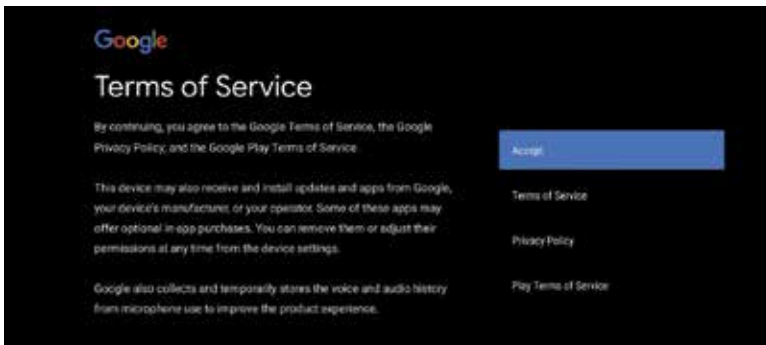 Google
Terms of Service
By continuing, you agree to the Google Terms of Service, the Google
Privacy Policy, and the Google Play Terms of Service.
This device may also receive and install updates and apps from Google,
your device's manufacturer, or your operator. Some of these apps may
offer optional in-app purchases. You can remove them or adjust their
permissions at any time from the device settings.
Google also collects and temporarily stores the voice and audio history
from microphone use to improve the product experience.
Accept
Terms of Service
Privacy Policy
Play Terms of Service